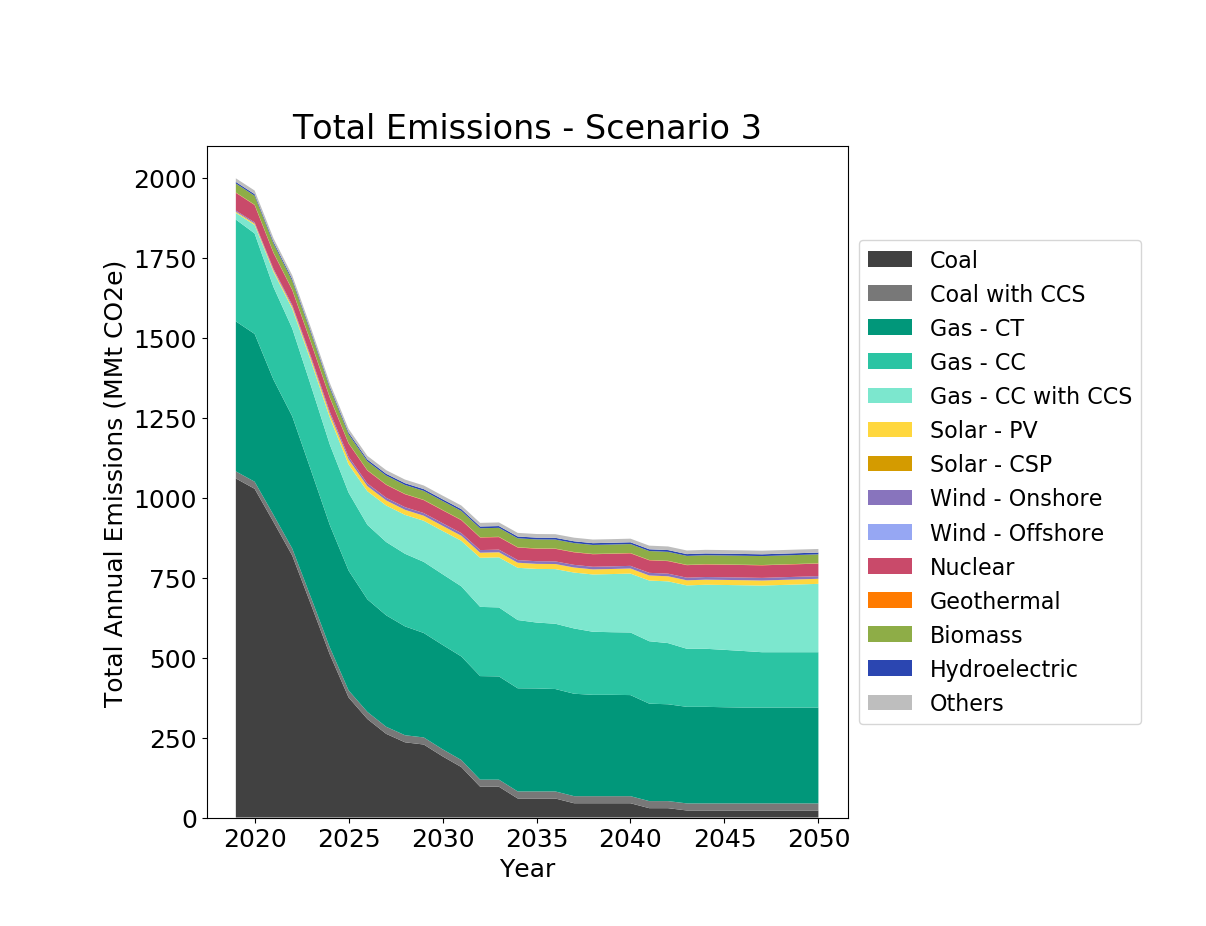 Total Emissions - Scenario 3
Total Annual Emissions (MMt CO2e)
2000
1750
1500
1250
1000
750
500
250
0
2020 2025 2030 2035 2040 2045 2050
Year
Coal
Coal with CCS
Gas - CT
Gas - CC
Gas - CC with CCS
Solar - PV
Solar - CSP
Wind - Onshore
Wind - Offshore
Nuclear
Geothermal
Biomass
Hydroelectric
Others